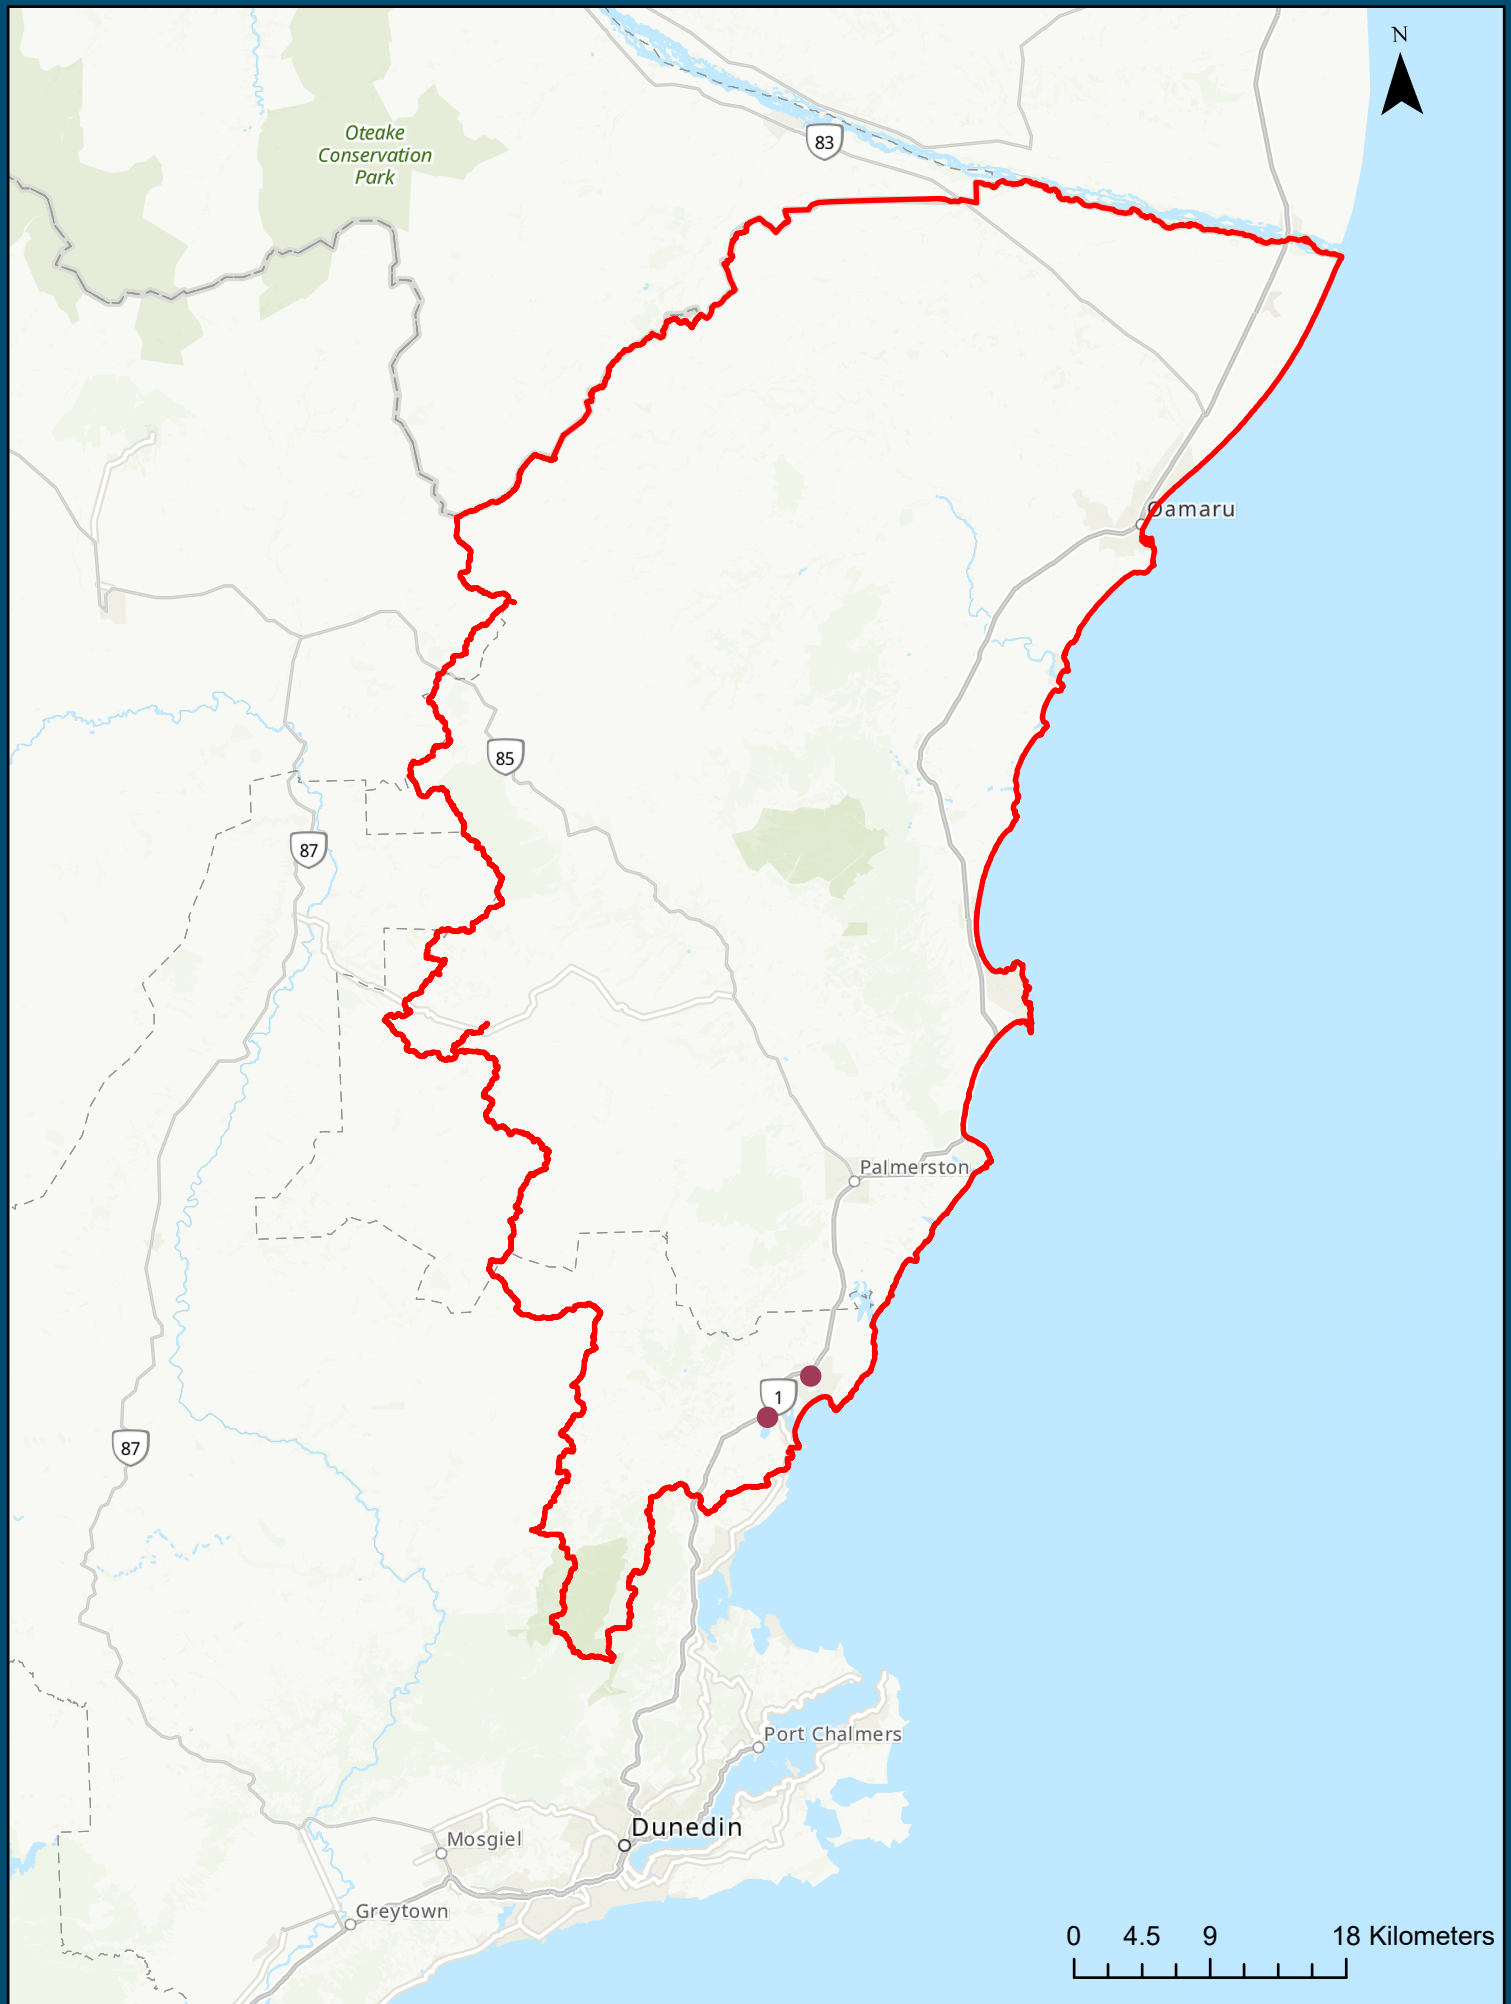 N
Oteake
Conservation
Park
83
Oamaru
85
87
Palmerston
1
87
Port Chalmers
Dunedin
Mosgiel
Greytown
0 4.5 9 18 Kilometers